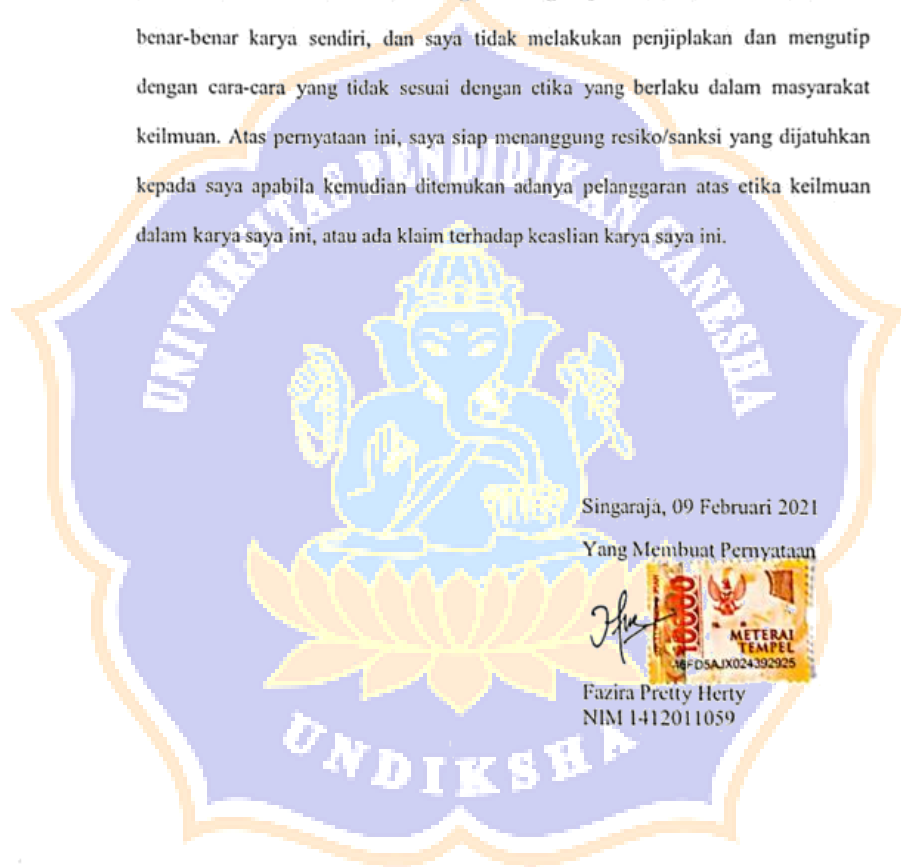 benar-benar karya sendiri, dan saya tidak melakukan penjiplakan dan mengutip
dengan cara-cara yang tidak sesuai dengan etika yang berlaku dalam masyarakat
keilmuan. Atas pernyataan ini, saya siap menanggung resiko/sanksi yang dijatuhkan
kepada saya apabila kemudian ditemukan adanya pelanggaran atas etika keilmuan
dalam karya saya ini, atau ada klaim terhadap keaslian karya saya ini.
UNIVERSITAS PENDIDIKAN GANESHA
Singaraja, 09 Februari 2021
Yang Membuat Pernyataan
10000
METERAI
TEMPEL
FD5AJX024392925
Fazira Pretty Herty
NIM 1412011059
UNDIKSHA